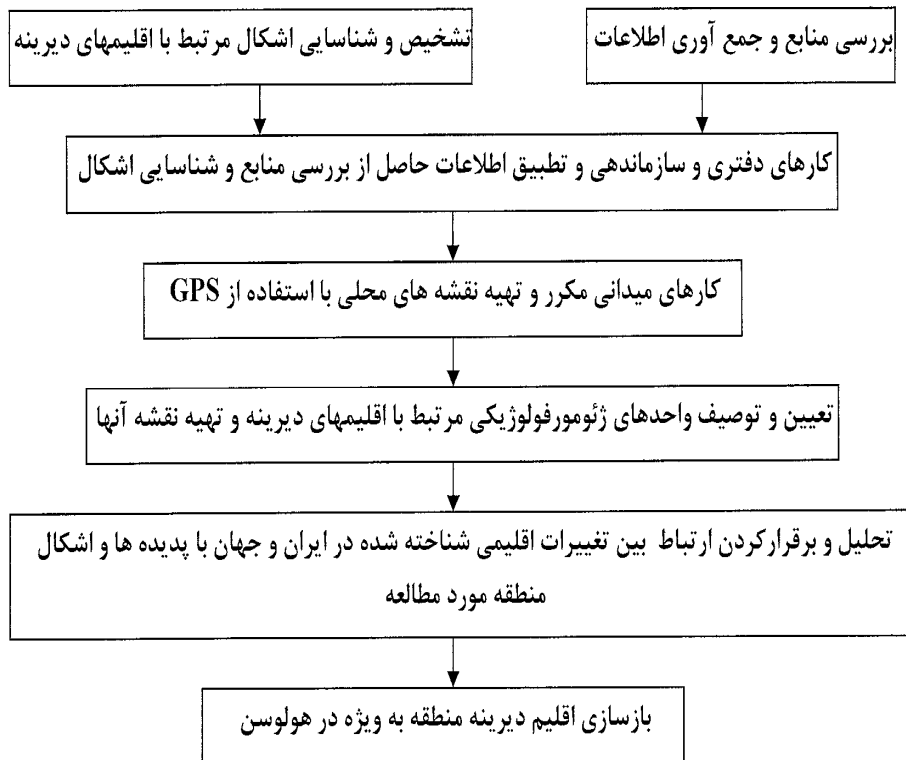 بررسی منابع و جمع آوری اطلاعات
تشخیص و شناسایی اشکال مرتبط با اقلیمهای دیرینه
کارهای دفتری و سازماندهی و تطبیق اطلاعات حاصل از بررسی منابع و شناسایی اشکال
کارهای میدانی مکرر و تهیه نقشه های محلی با استفاده از GPS
تعیین و توصیف واحدهای ژئومورفولوژیکی مرتبط با اقلیمهای دیرینه و تهیه نقشه آنها
تحلیل و برقرارکردن ارتباط بین تغییرات اقلیمی شناخته شده در ایران و جهان با پدیده ها و اشکال
منطقه مورد مطالعه
بازسازی اقلیم دیرینه منطقه به ویژه در هولوسن